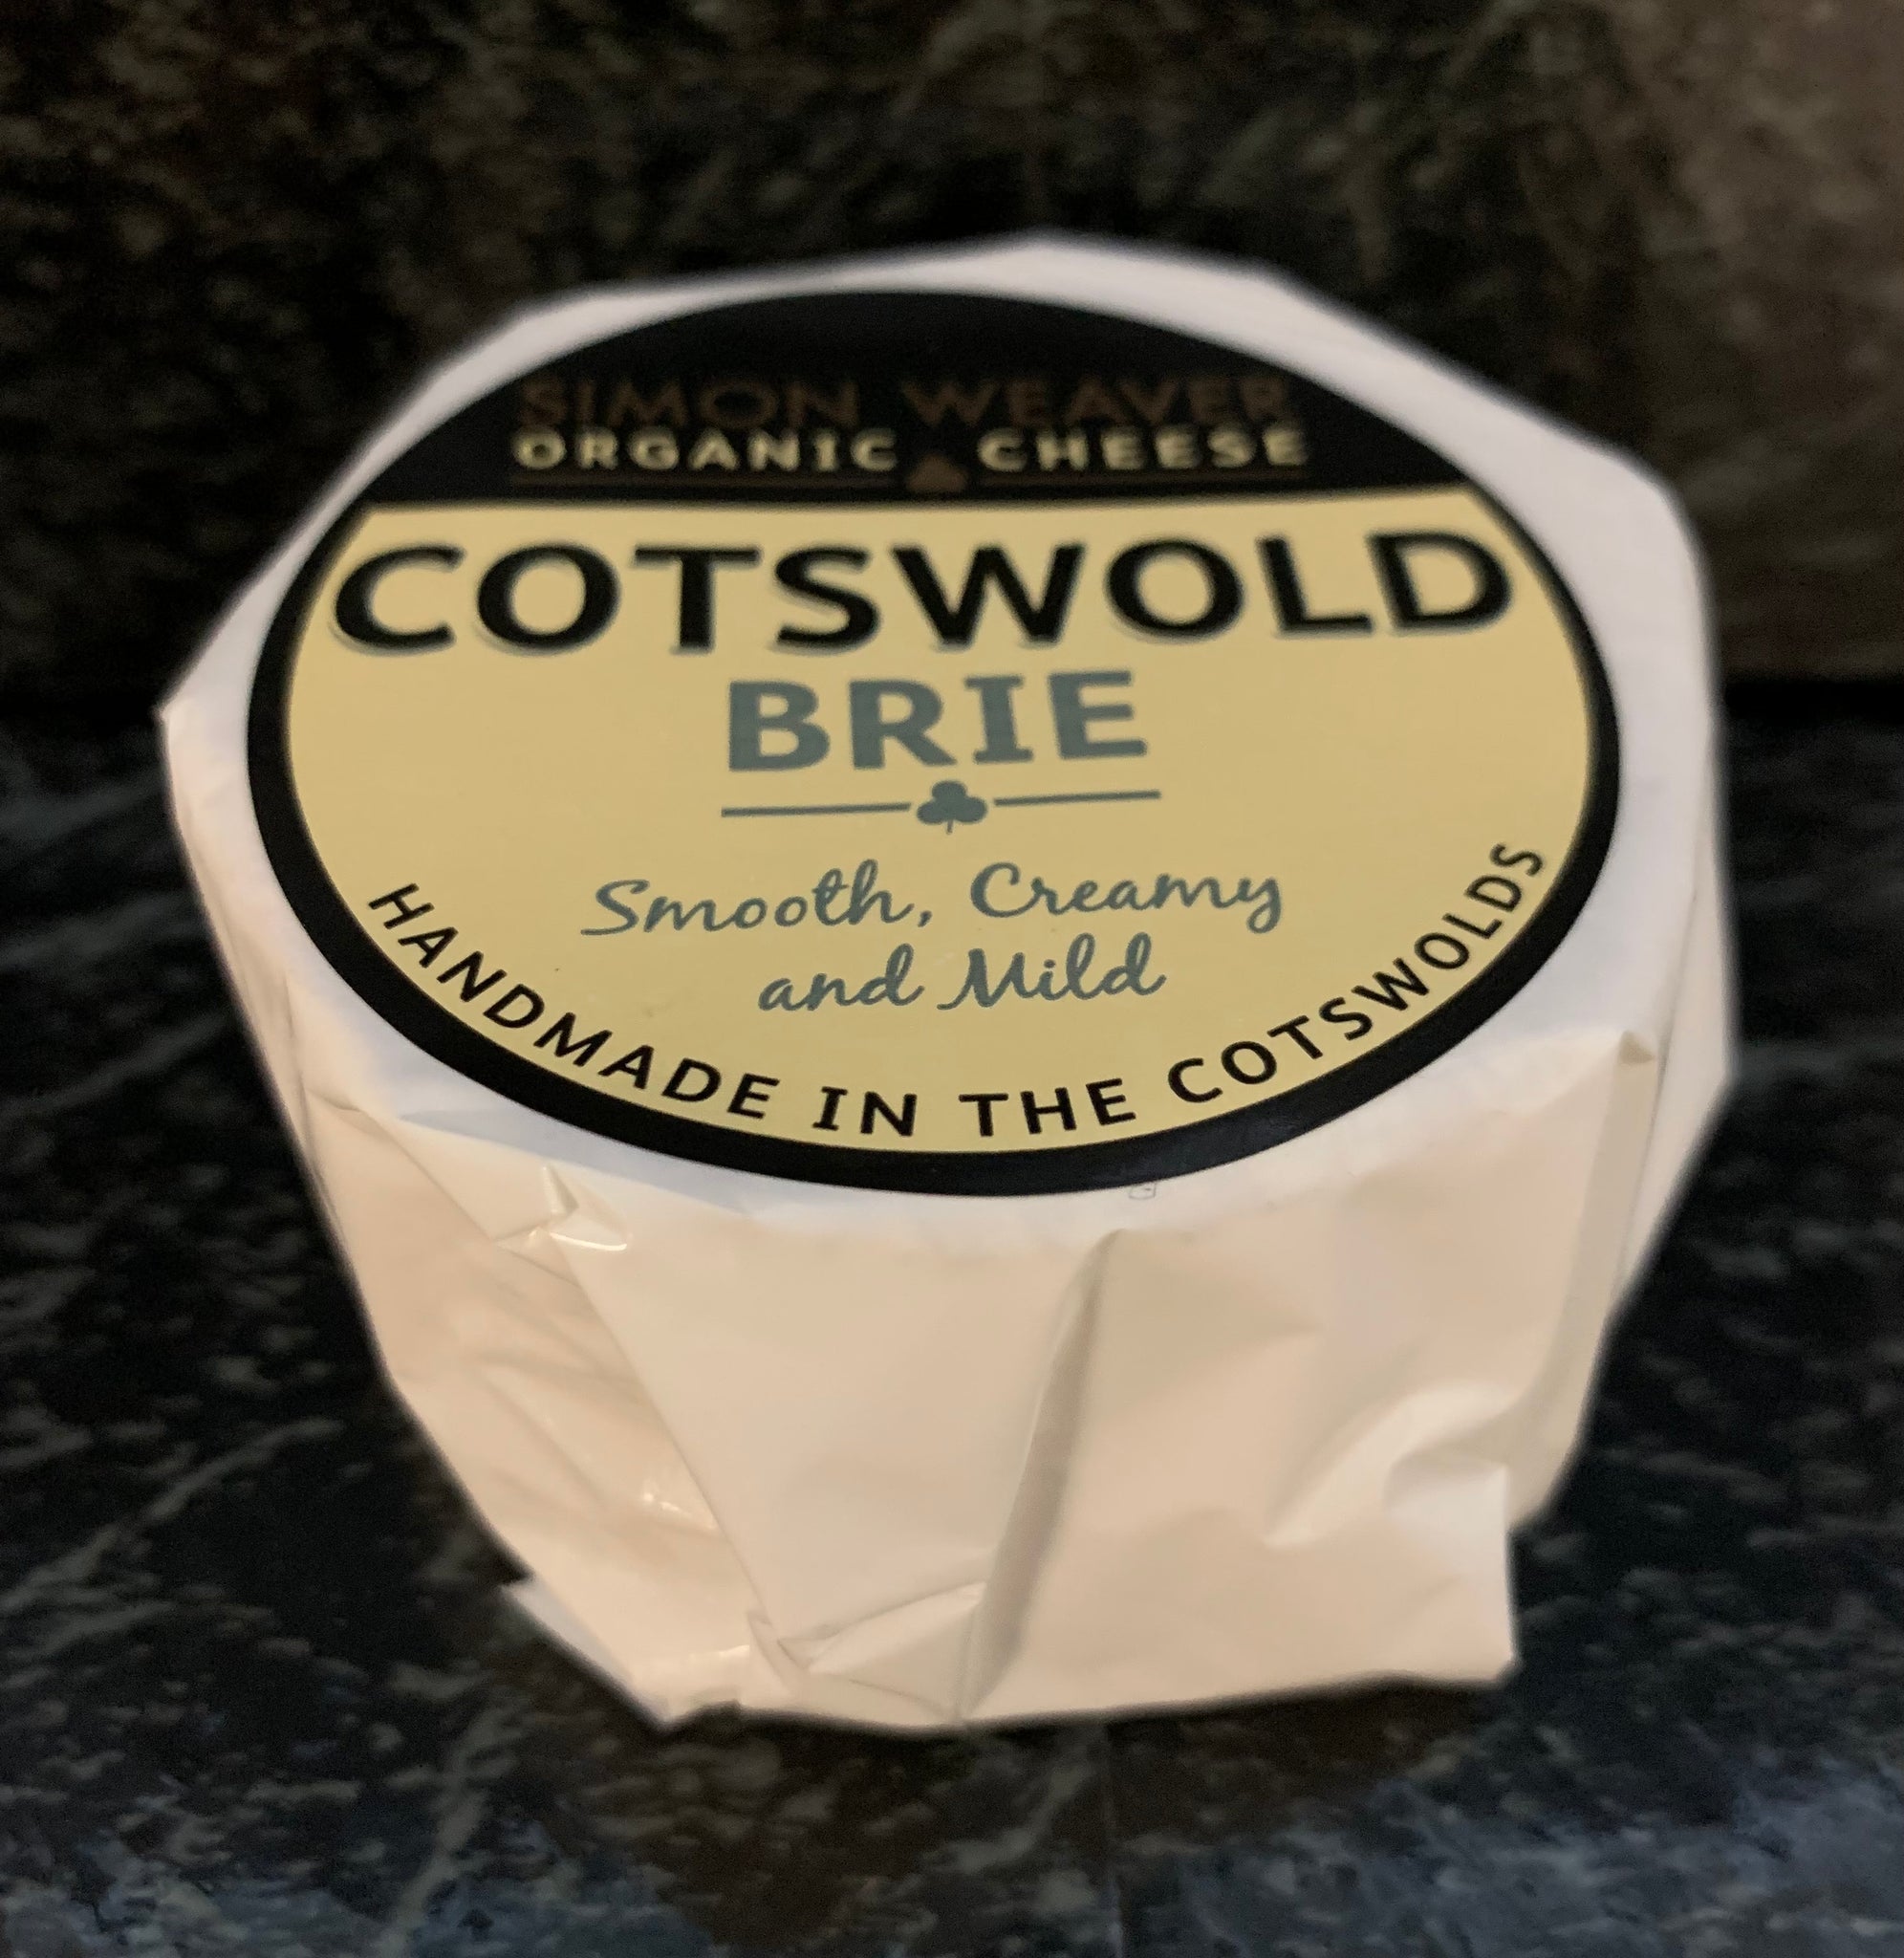 SIMON WEAVER
ORGANIC CHEESE
COTSWOLD
BRIE
Smooth, Creamy
and Mild
HANDMADE IN THE COTSWOLDS